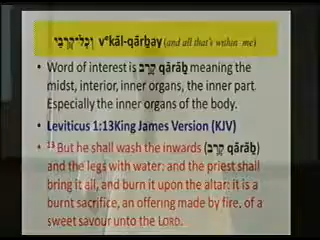 וְכָל־קְרָבַי vᵉkāl-qārḇay (and all that's within me)
• Word of interest is קָרָב qārāḇ meaning the
midst, interior, inner organs, the inner part.
Especially the inner organs of the body.
• Leviticus 1:13King James Version (KJV)
• ¹³ But he shall wash the inwards (קָרָב qārāḇ)
and the legs with water: and the priest shall
bring it all, and burn it upon the altar: it is a
burnt sacrifice, an offering made by fire, of a
sweet savour unto the LORD.